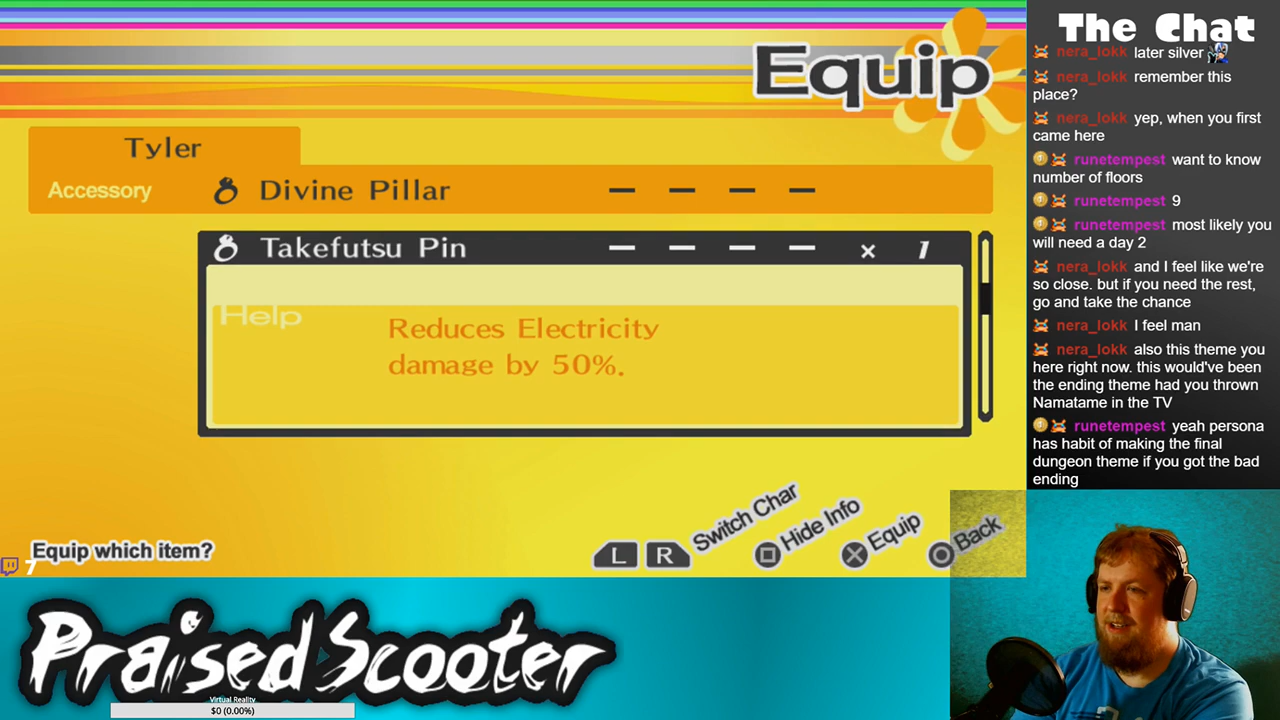 Equip
Tyler
Accessory Divine Pillar — — — —
Takefutsu Pin — — — — × 1
Help
Reduces Electricity
damage by 50%.
L R Switch Char
Hide Info
Equip
Back
Equip which item?
PraisedScooter
Virtual Reality
$0 (0.00%)
The Chat
nera_lokk later silver
nera_lokk remember this
place?
nera_lokk yep, when you first
came here
runetempest want to know
number of floors
runetempest 9
runetempest most likely you
will need a day 2
nera_lokk and I feel like we're
so close. but if you need the rest,
go and take the chance
nera_lokk I feel man
nera_lokk also this theme you
here right now. this would've been
the ending theme had you thrown
Namatame in the TV
runetempest yeah persona
has habit of making the final
dungeon theme if you got the bad
ending